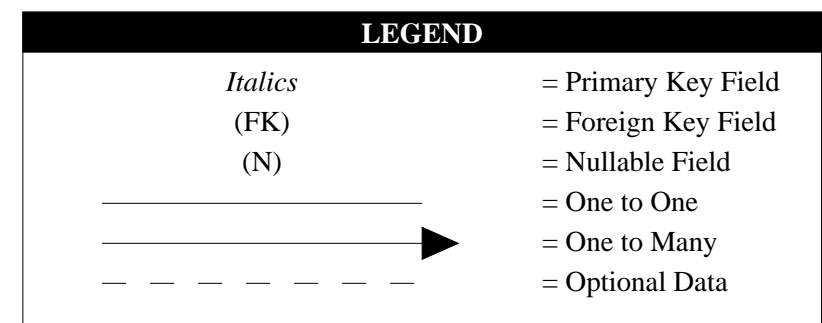 LEGEND
Italics = Primary Key Field
(FK) = Foreign Key Field
(N) = Nullable Field
= One to One
= One to Many
= Optional Data